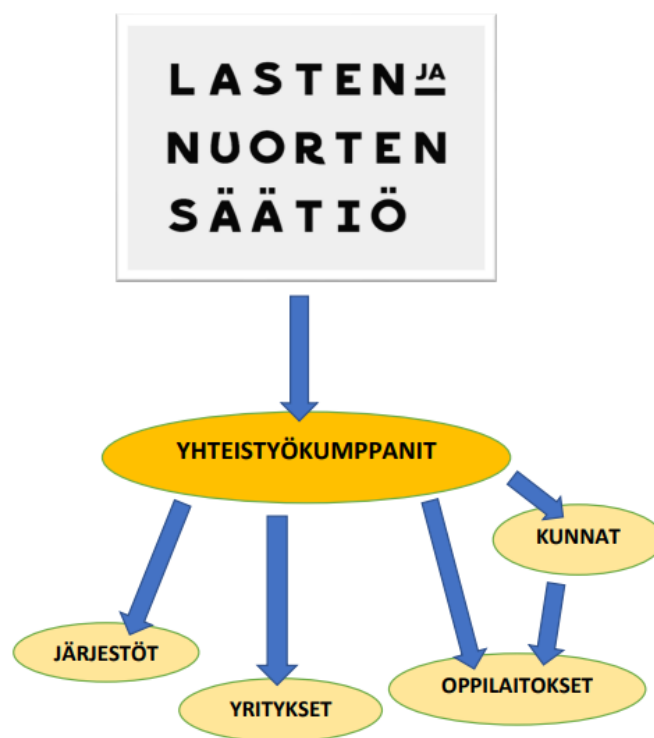 LASTEN JA
NUORTEN
SÄÄTIÖ
YHTEISTYÖKUMPPANIT
KUNNAT
JÄRJESTÖT
OPPILAITOKSET
YRITYKSET